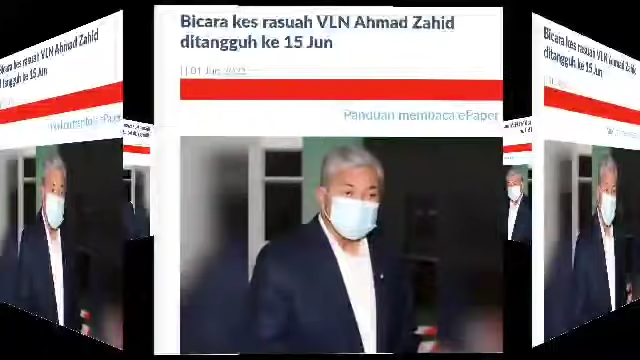 Bicara kes rasuah VLN Ahmad Zahid
ditangguh ke 15 Jun
Panduan membaca ePaper